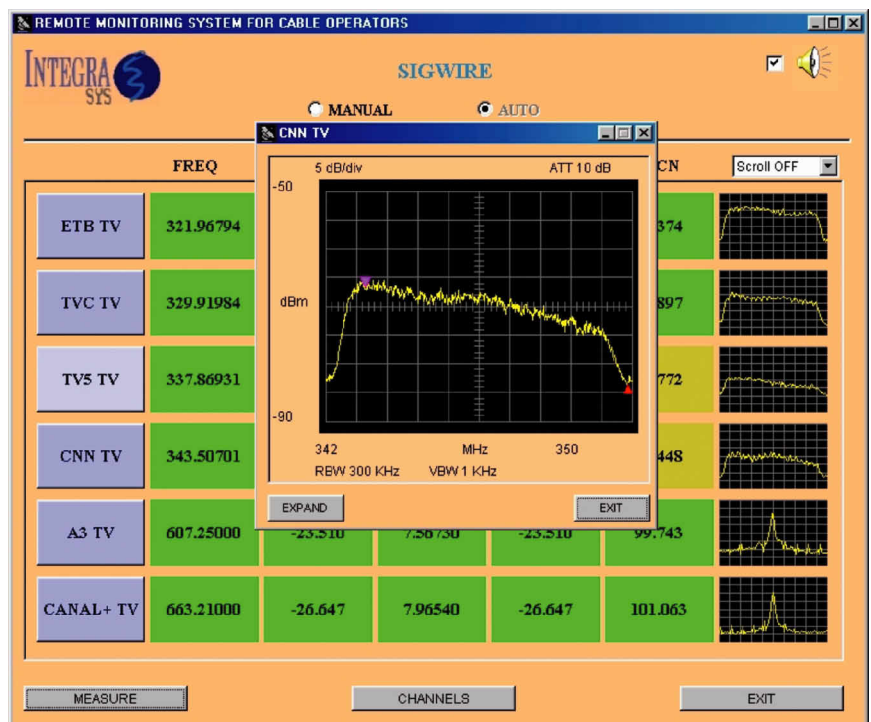 REMOTE MONITORING SYSTEM FOR CABLE OPERATORS
INTEGRA
SYS
SIGWIRE
MANUAL AUTO
CNN TV
FREQ CN Scroll OFF
5 dB/div ATT 10 dB
-50
dBm
-90
342 MHz 350
RBW 300 KHz VBW 1 KHz
EXPAND EXIT
ETB TV 321.96794 374
TVC TV 329.91984 897
TV5 TV 337.86931 772
CNN TV 343.50701 448
A3 TV 607.25000 -23.510 7.56730 -23.510 99.743
CANAL+ TV 663.21000 -26.647 7.96540 -26.647 101.063
MEASURE CHANNELS EXIT